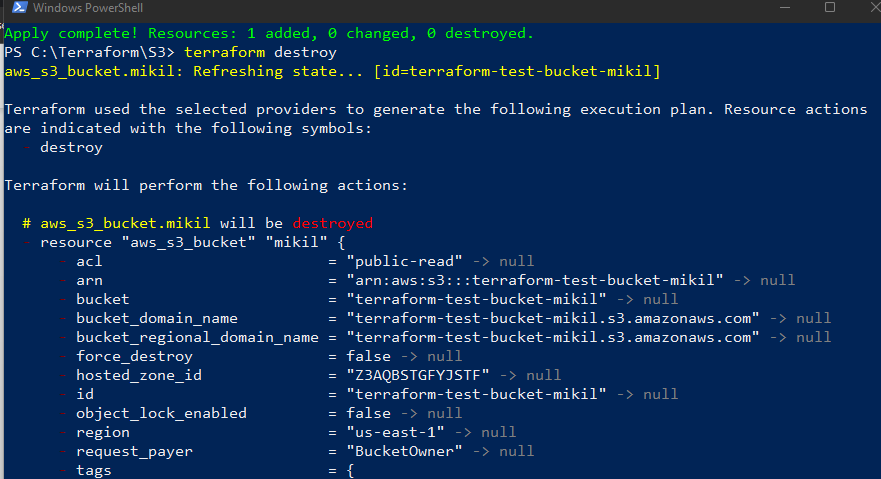 Windows PowerShell
Apply complete! Resources: 1 added, 0 changed, 0 destroyed.
PS C:\Terraform\S3> terraform destroy
aws_s3_bucket.mikil: Refreshing state... [id=terraform-test-bucket-mikil]
Terraform used the selected providers to generate the following execution plan. Resource actions
are indicated with the following symbols:
- destroy
Terraform will perform the following actions:
# aws_s3_bucket.mikil will be destroyed
- resource "aws_s3_bucket" "mikil" {
- acl = "public-read" -> null
- arn = "arn:aws:s3:::terraform-test-bucket-mikil" -> null
- bucket = "terraform-test-bucket-mikil" -> null
- bucket_domain_name = "terraform-test-bucket-mikil.s3.amazonaws.com" -> null
- bucket_regional_domain_name = "terraform-test-bucket-mikil.s3.amazonaws.com" -> null
- force_destroy = false -> null
- hosted_zone_id = "Z3AQBSTGFYJSTF" -> null
- id = "terraform-test-bucket-mikil" -> null
- object_lock_enabled = false -> null
- region = "us-east-1" -> null
- request_payer = "BucketOwner" -> null
- tags = {